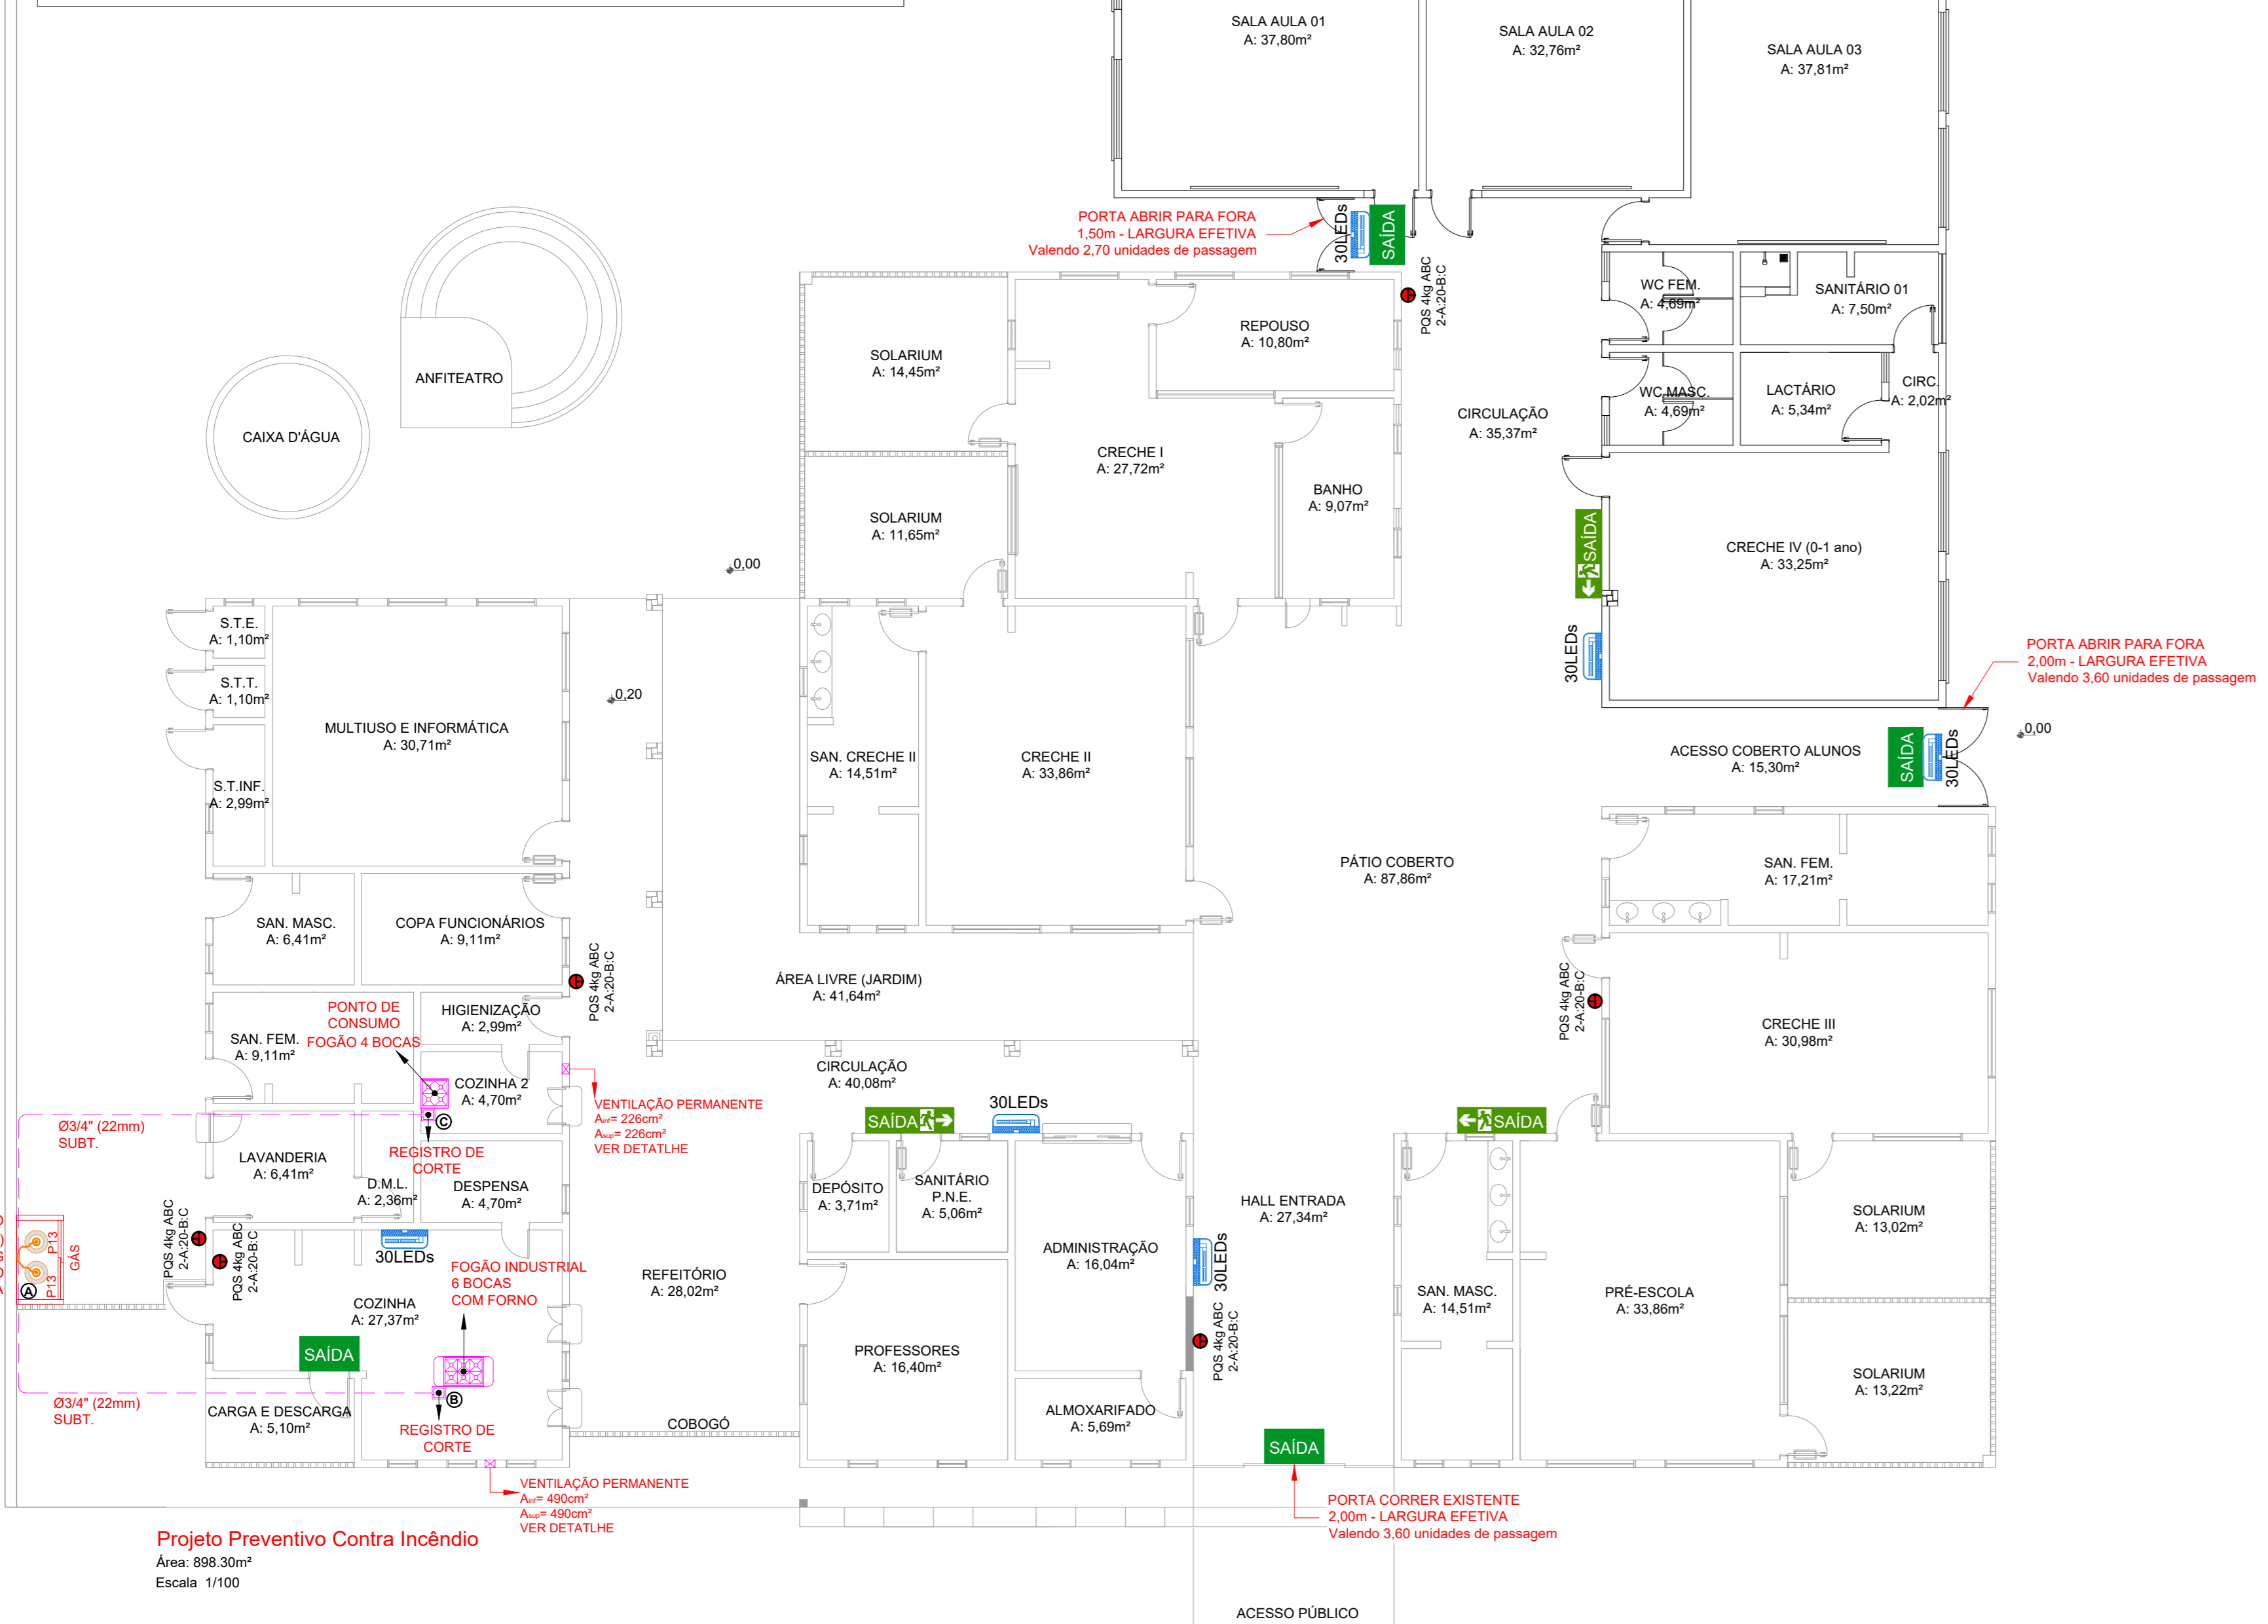 SALA AULA 01
A: 37,80m²
SALA AULA 02
A: 32,76m²
SALA AULA 03
A: 37,81m²
PORTA ABRIR PARA FORA
1,50m - LARGURA EFETIVA
Valendo 2,70 unidades de passagem
30LEDs
SAÍDA
PQS 4kg ABC
2-A:20-B:C
WC FEM.
A: 4,69m²
SANITÁRIO 01
A: 7,50m²
REPOUSO
A: 10,80m²
SOLARIUM
A: 14,45m²
ANFITEATRO
CAIXA D'ÁGUA
WC MASC.
A: 4,69m²
LACTÁRIO
A: 5,34m²
CIRC.
A: 2,02m²
CIRCULAÇÃO
A: 35,37m²
CRECHE I
A: 27,72m²
BANHO
A: 9,07m²
SOLARIUM
A: 11,65m²
SAÍDA
CRECHE IV (0-1 ano)
A: 33,25m²
0,00
S.T.E.
A: 1,10m²
S.T.T.
A: 1,10m²
0,20
30LEDs
PORTA ABRIR PARA FORA
2,00m - LARGURA EFETIVA
Valendo 3,60 unidades de passagem
MULTIUSO E INFORMÁTICA
A: 30,71m²
S.T.INF.
A: 2,99m²
SAN. CRECHE II
A: 14,51m²
CRECHE II
A: 33,86m²
ACESSO COBERTO ALUNOS
A: 15,30m²
SAÍDA
30LEDs
0,00
PÁTIO COBERTO
A: 87,86m²
SAN. FEM.
A: 17,21m²
SAN. MASC.
A: 6,41m²
COPA FUNCIONÁRIOS
A: 9,11m²
PQS 4kg ABC
2-A:20-B:C
ÁREA LIVRE (JARDIM)
A: 41,64m²
PQS 4kg ABC
2-A:20-B:C
CRECHE III
A: 30,98m²
PONTO DE
CONSUMO
FOGÃO 4 BOCAS
HIGIENIZAÇÃO
A: 2,99m²
SAN. FEM.
A: 9,11m²
COZINHA 2
A: 4,70m²
C
CIRCULAÇÃO
A: 40,08m²
VENTILAÇÃO PERMANENTE
Ainf= 226cm²
Asup= 226cm²
VER DETATLHE
SAÍDA
30LEDs
SAÍDA
Ø3/4" (22mm)
SUBT.
REGISTRO DE
CORTE
LAVANDERIA
A: 6,41m²
D.M.L.
A: 2,36m²
DESPENSA
A: 4,70m²
DEPÓSITO
A: 3,71m²
SANITÁRIO
P.N.E.
A: 5,06m²
HALL ENTRADA
A: 27,34m²
SOLARIUM
A: 13,02m²
P13
P13
GÁS
A
PQS 4kg ABC
2-A:20-B:C
PQS 4kg ABC
2-A:20-B:C
30LEDs
FOGÃO INDUSTRIAL
6 BOCAS
COM FORNO
COZINHA
A: 27,37m²
REFEITÓRIO
A: 28,02m²
ADMINISTRAÇÃO
A: 16,04m²
30LEDs
PQS 4kg ABC
2-A:20-B:C
SAN. MASC.
A: 14,51m²
PRÉ-ESCOLA
A: 33,86m²
SAÍDA
PROFESSORES
A: 16,40m²
SOLARIUM
A: 13,22m²
Ø3/4" (22mm)
SUBT.
CARGA E DESCARGA
A: 5,10m²
B
REGISTRO DE
CORTE
COBOGÓ
ALMOXARIFADO
A: 5,69m²
SAÍDA
VENTILAÇÃO PERMANENTE
Ainf= 490cm²
Asup= 490cm²
VER DETATLHE
PORTA CORRER EXISTENTE
2,00m - LARGURA EFETIVA
Valendo 3,60 unidades de passagem
Projeto Preventivo Contra Incêndio
Área: 898.30m²
Escala 1/100
ACESSO PÚBLICO